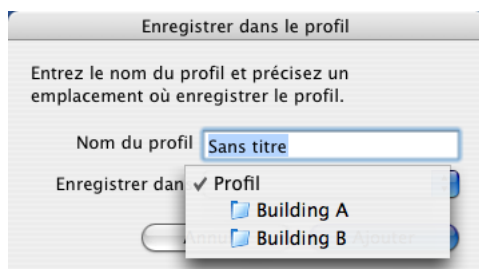 Enregistrer dans le profil
Entrez le nom du profil et précisez un
emplacement où enregistrer le profil.
Nom du profil Sans titre
Enregistrer dan ✓ Profil
Building A
Building B
Ajouter